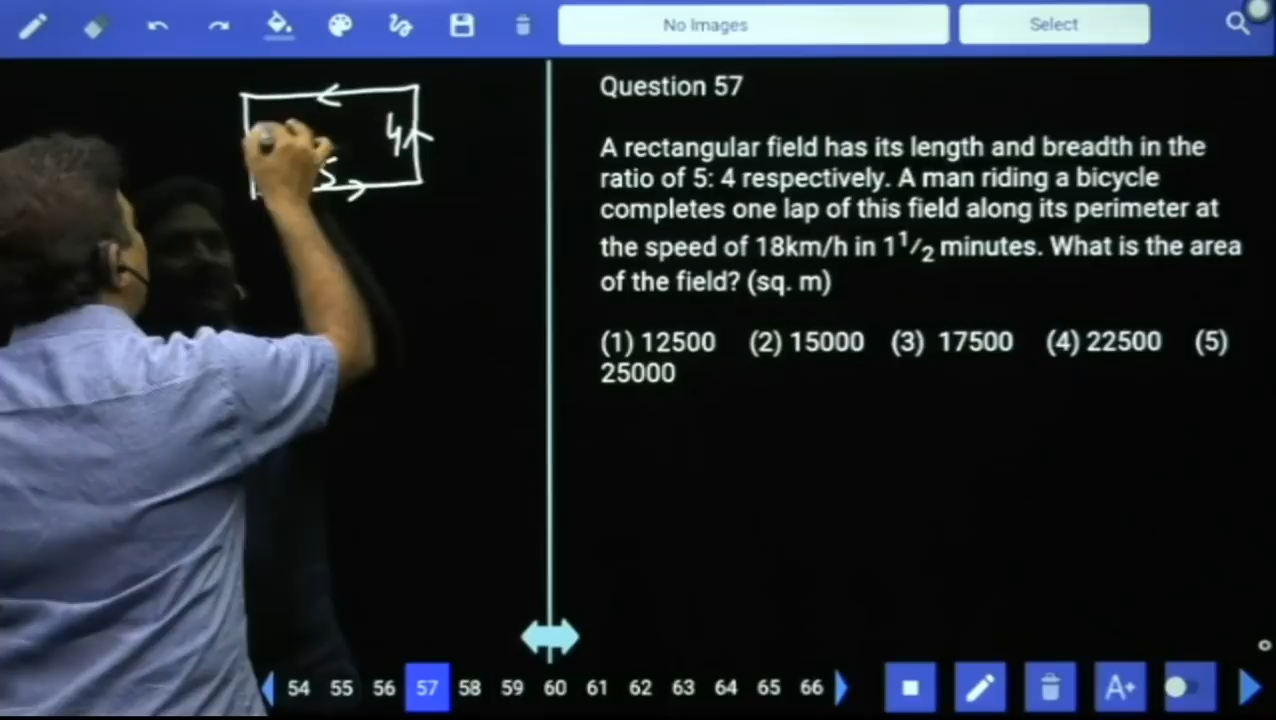 No Images
Select
4
5
Question 57
A rectangular field has its length and breadth in the
ratio of 5: 4 respectively. A man riding a bicycle
completes one lap of this field along its perimeter at
the speed of 18km/h in 1¹/₂ minutes. What is the area
of the field? (sq. m)
(1) 12500 (2) 15000 (3) 17500 (4) 22500 (5)
25000
54 55 56 57 58 59 60 61 62 63 64 65 66
A+